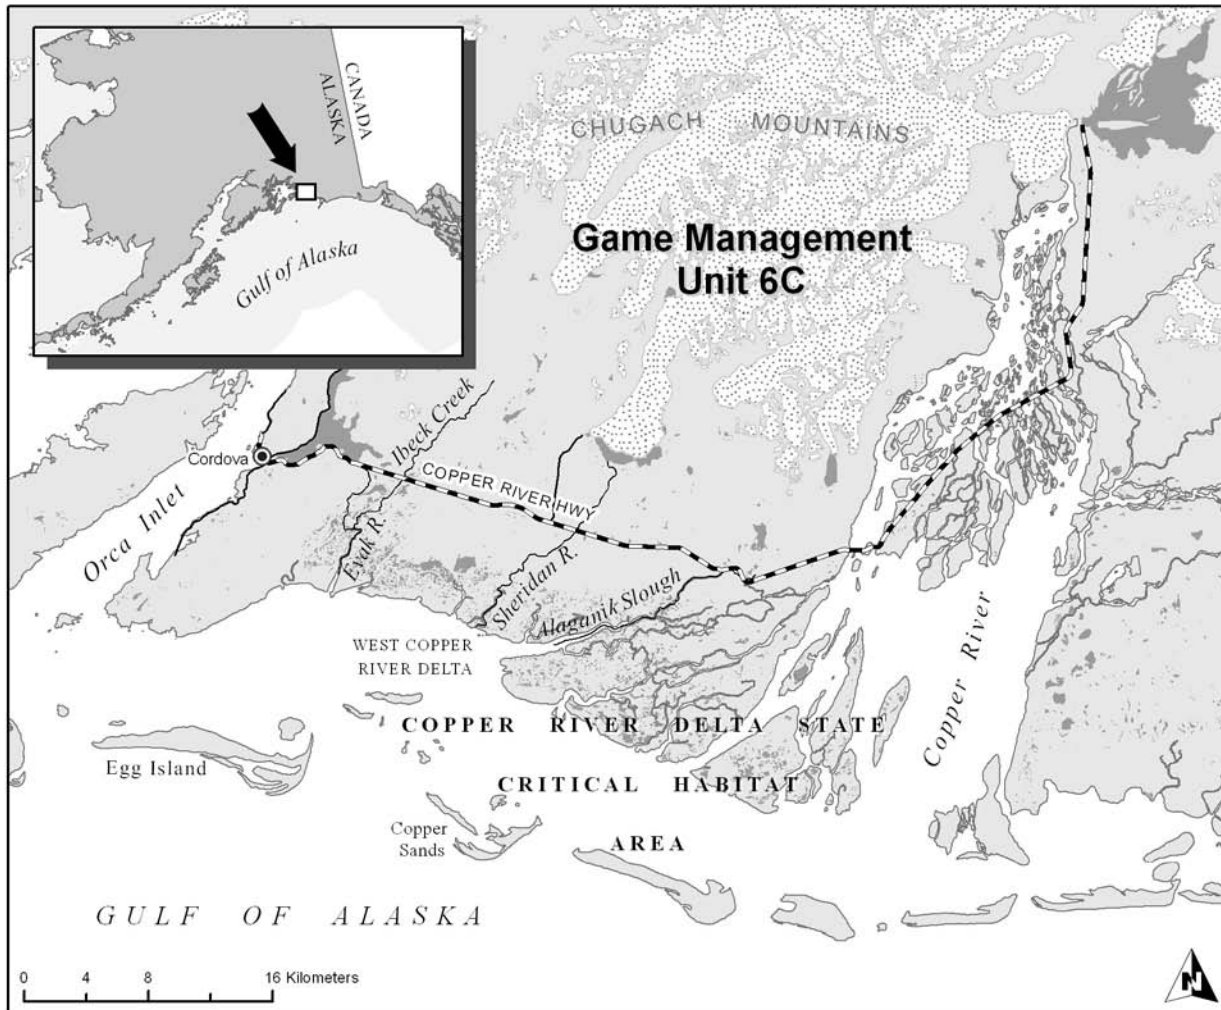 CANADA
ALASKA
Gulf of Alaska
CHUGACH MOUNTAINS
Game Management
Unit 6C
Ibeck Creek
Cordova
COPPER RIVER HWY
Orca Inlet
Eyak R.
Sheridan R.
Alaganik Slough
Copper River
WEST COPPER
RIVER DELTA
COPPER RIVER DELTA STATE
CRITICAL HABITAT
AREA
Egg Island
Copper
Sands
GULF OF ALASKA
0 4 8 16 Kilometers
N